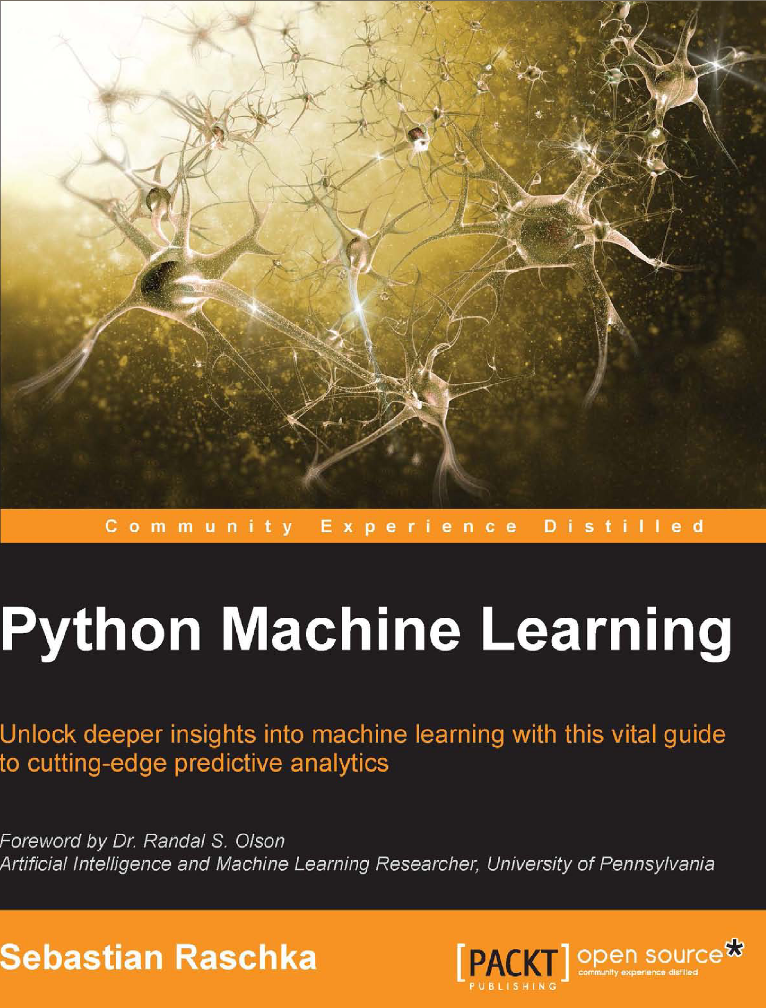 Community Experience Distilled
Python Machine Learning
Unlock deeper insights into machine learning with this vital guide
to cutting-edge predictive analytics
Foreword by Dr. Randal S. Olson
Artificial Intelligence and Machine Learning Researcher, University of Pennsylvania
Sebastian Raschka
[PACKT]
PUBLISHING
open source*
community experience distilled